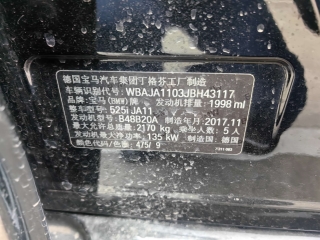 德国宝马汽车集团丁格芬工厂制造
车辆识别代号: WBAJA1103JBH43117
品牌: 宝马(BMW)牌 发动机排量: 1998 ml
整车型号: 525i JA11
发动机型号: B48B20A 制造年月: 2017.11
最大允许总质量: 2170 kg 乘坐人数: 5 人
发动机最大净功率: 135 kW 制造国: 德国
颜色代码/色漆: 475/ 9